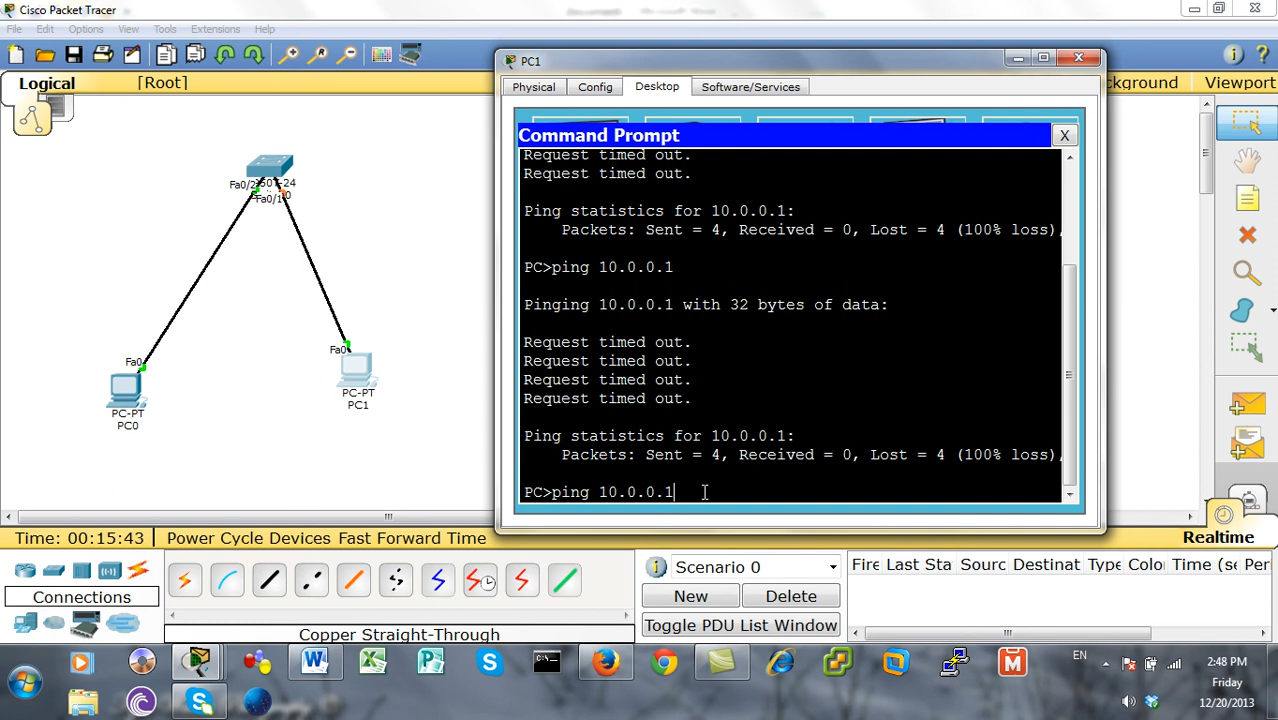 Cisco Packet Tracer
File Edit Options View Tools Extensions Help
Logical
[Root]
Viewport
PC1
Physical Config Desktop Software/Services
Command Prompt
X
Request timed out.
Request timed out.
Ping statistics for 10.0.0.1:
Packets: Sent = 4, Received = 0, Lost = 4 (100% loss),
PC>ping 10.0.0.1
Pinging 10.0.0.1 with 32 bytes of data:
Request timed out.
Request timed out.
Request timed out.
Request timed out.
Ping statistics for 10.0.0.1:
Packets: Sent = 4, Received = 0, Lost = 4 (100% loss),
PC>ping 10.0.0.1
Fa0/1
Fa0
PC-PT
PC0
Fa0
PC-PT
PC1
Time: 00:15:43 Power Cycle Devices Fast Forward Time
Realtime
Connections
Copper Straight-Through
Scenario 0
New Delete
Toggle PDU List Window
Fire Last Sta Sourc Destinat Type Colo Time (se Peri
EN
2:48 PM
Friday
12/20/2013